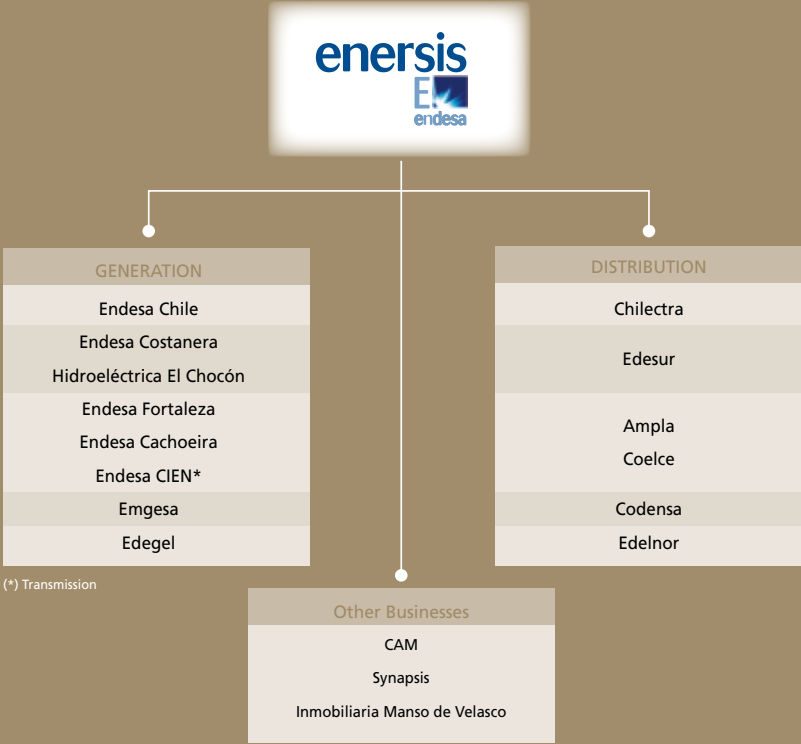 enersis
E!
endesa
GENERATION
Endesa Chile
Endesa Costanera
Hidroeléctrica El Chocón
Endesa Fortaleza
Endesa Cachoeira
Endesa CIEN*
Emgesa
Edegel
(*) Transmission
DISTRIBUTION
Chilectra
Edesur
Ampla
Coelce
Codensa
Edelnor
Other Businesses
CAM
Synapsis
Inmobiliaria Manso de Velasco